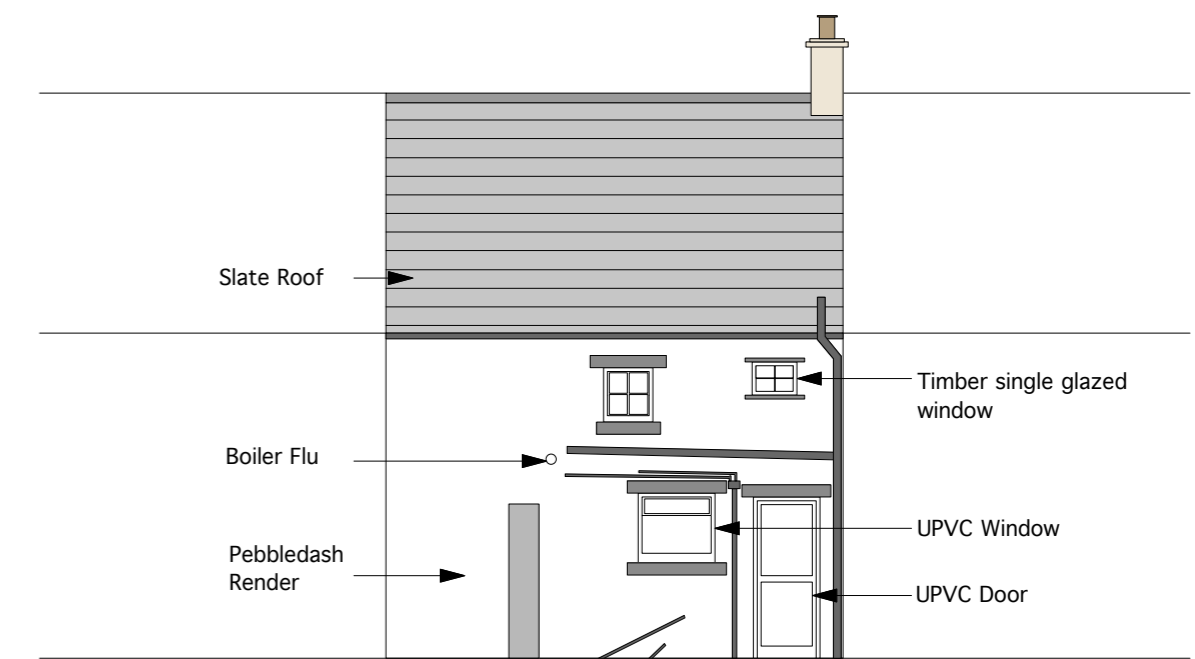 Slate Roof
Timber single glazed
window
Boiler Flu
UPVC Window
Pebbledash
Render
UPVC Door